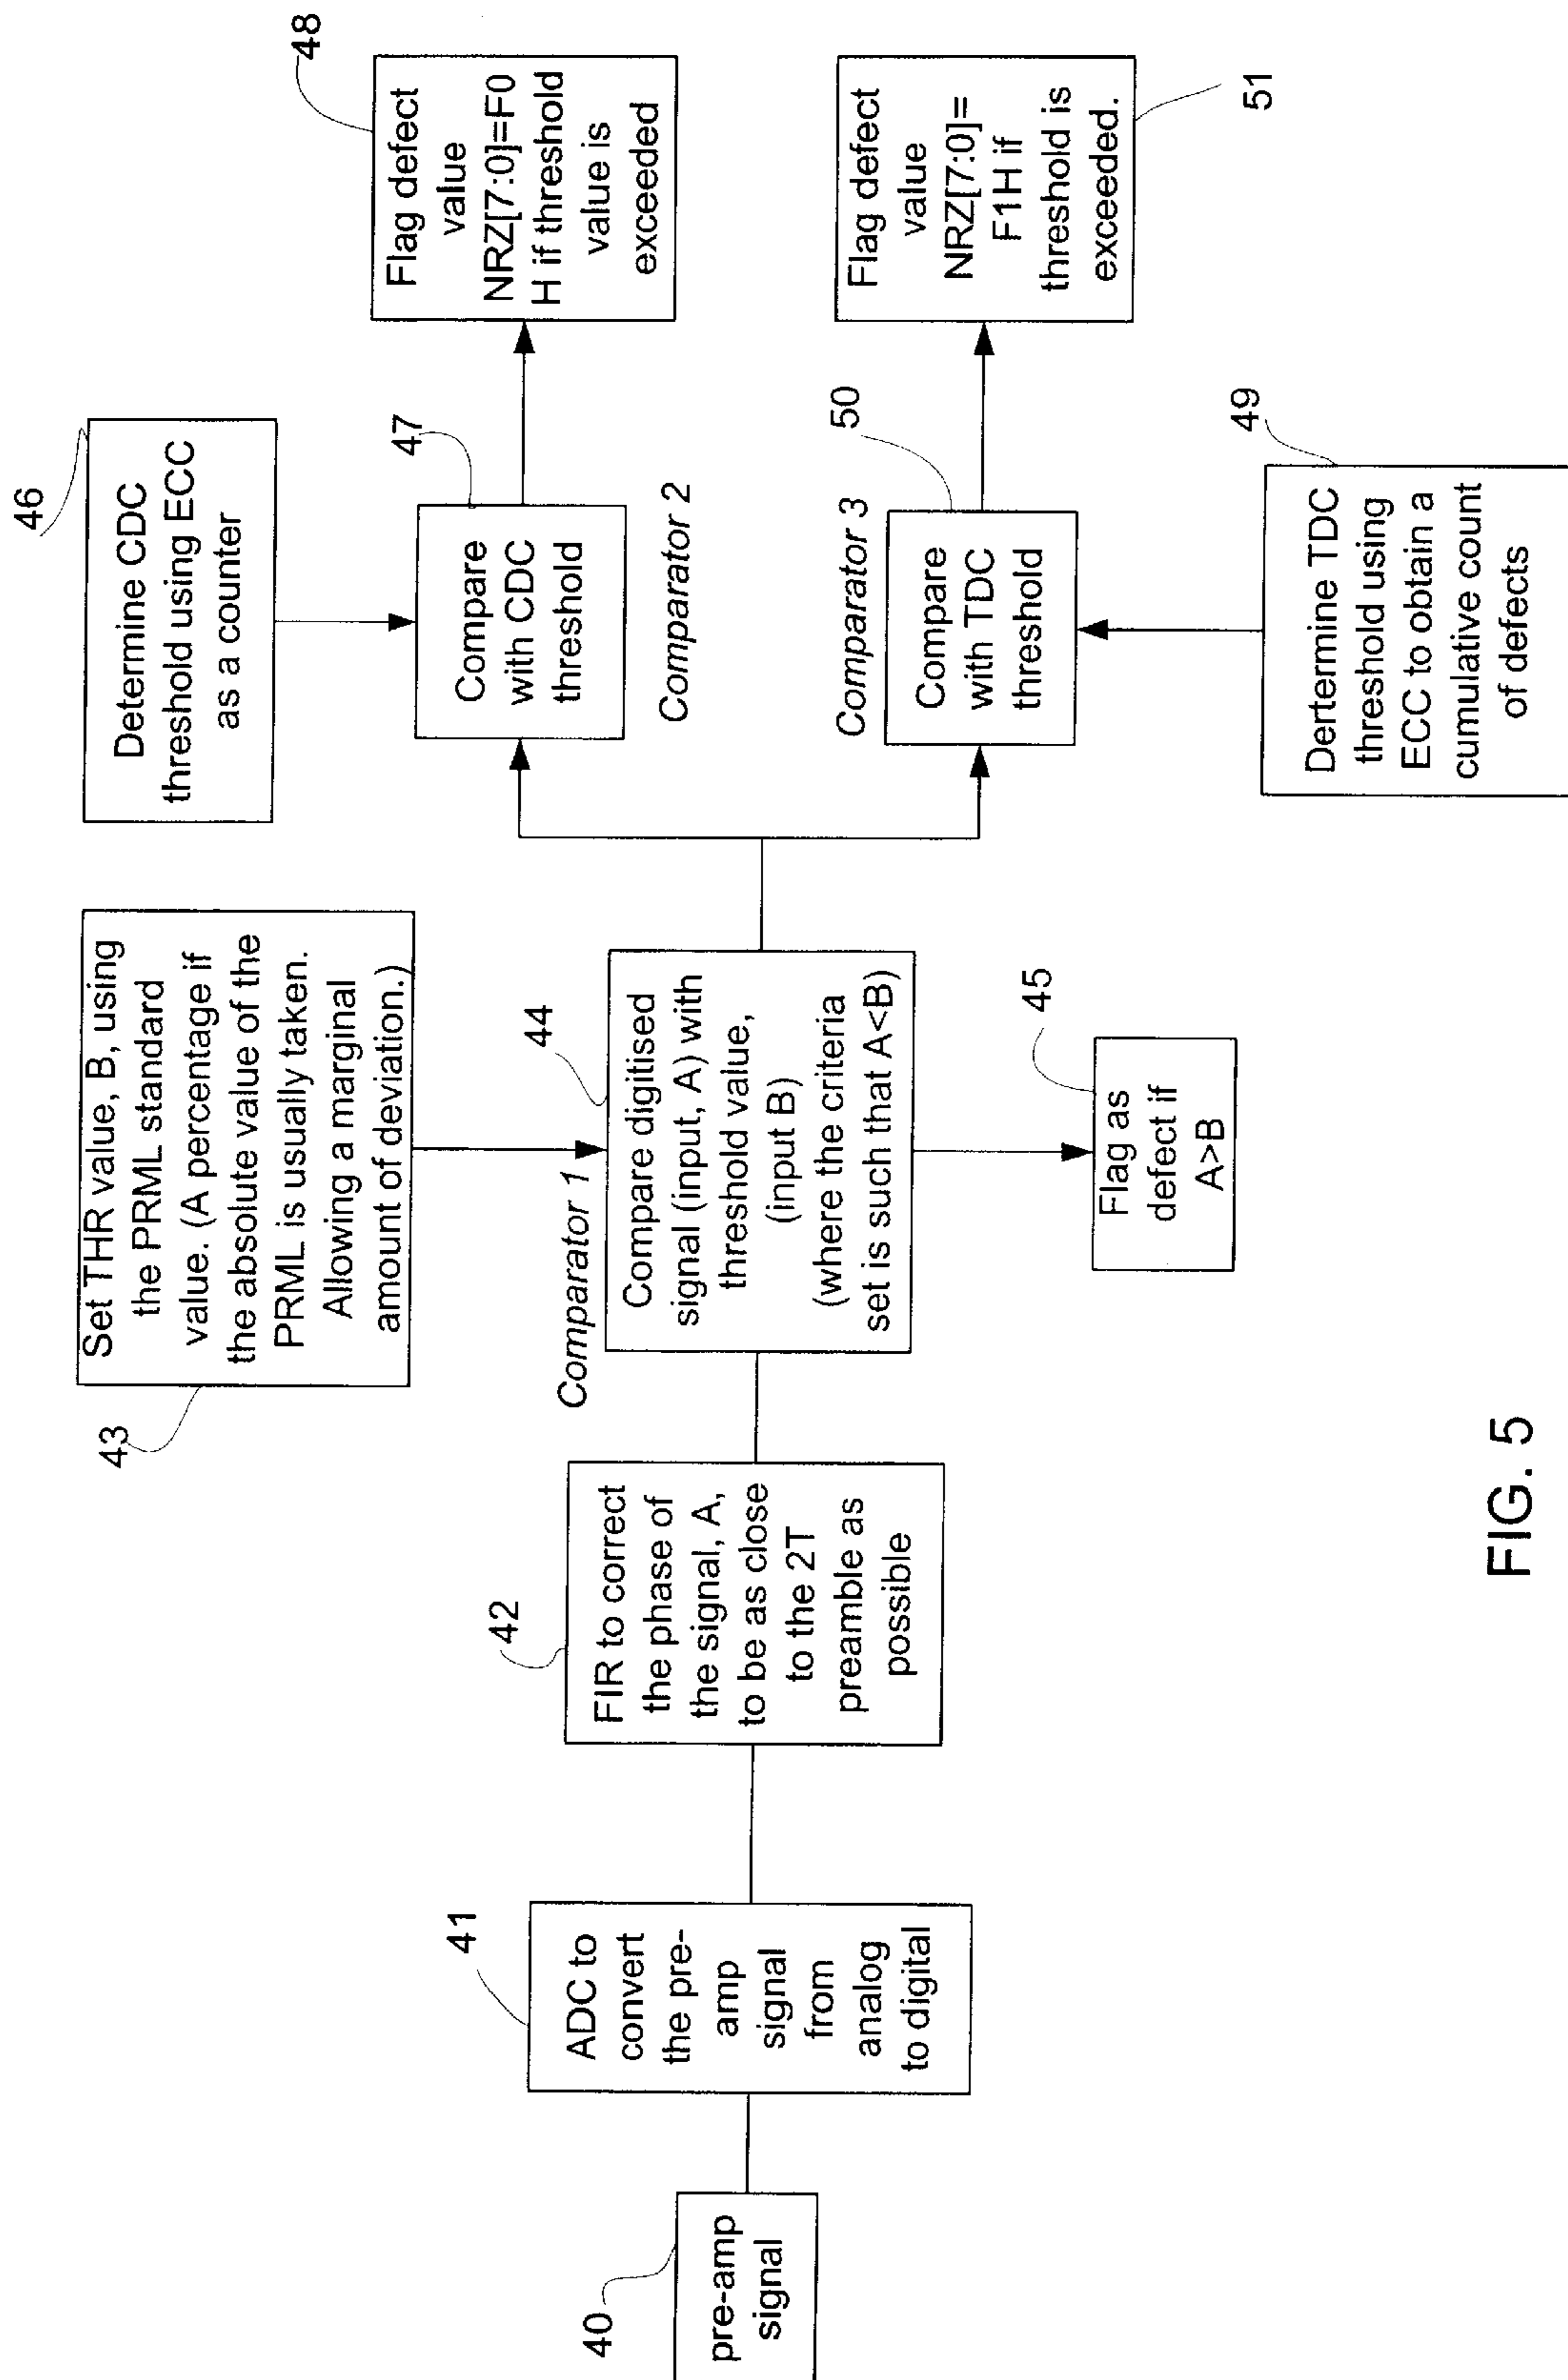 48
Flag defect
value
NRZ[7:0]=F0
H if threshold
value is
exceeded
Flag defect
value
NRZ[7:0]=
F1H if
threshold is
exceeded.
51
46
Determine CDC
threshold using ECC
as a counter
47
Compare
with CDC
threshold
Comparator 2
Comparator 3
50
Compare
with TDC
threshold
49
Dertermine TDC
threshold using
ECC to obtain a
cumulative count
of defects
Set THR value, B, using
the PRML standard
value. (A percentage if
the absolute value of the
PRML is usually taken.
Allowing a marginal
amount of deviation.)
43
Comparator 1
44
Compare digitised
signal (input, A) with
threshold value,
(input B)
(where the criteria
set is such that A<B)
45
Flag as
defect if
A>B
42
FIR to correct
the phase of
the signal, A,
to be as close
to the 2T
preamble as
possible
41
ADC to
convert
the pre-
amp
signal
from
analog
to digital
40
pre-amp
signal
FIG. 5